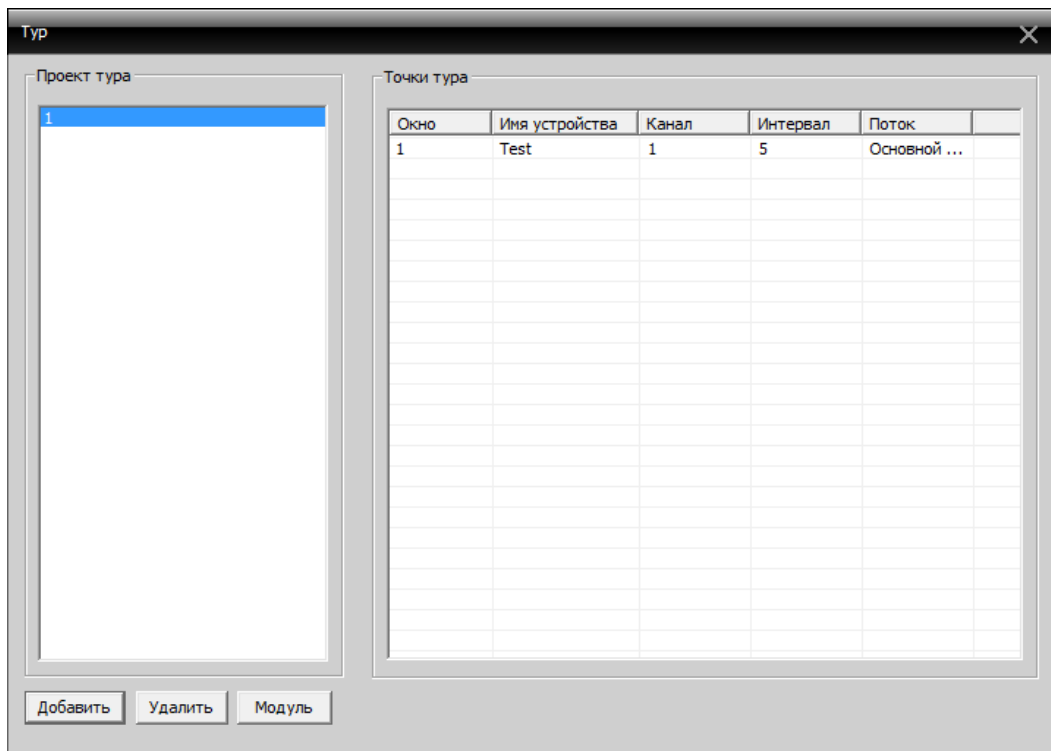 Тур
Проект тура
1
Точки тура
Окно Имя устройства Канал Интервал Поток
1 Test 1 5 Основной ...
Добавить Удалить Модуль